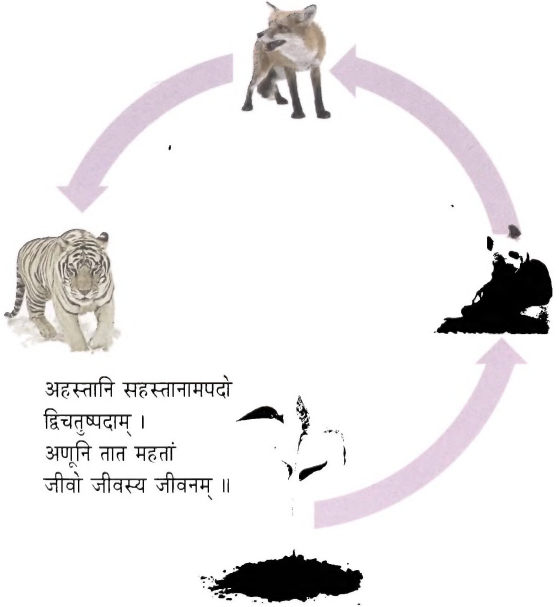 अहस्तानि सहस्तानामपदो
द्विचतुष्पदाम् ।
अणूनि तात महतां
जीवो जीवस्य जीवनम् ॥